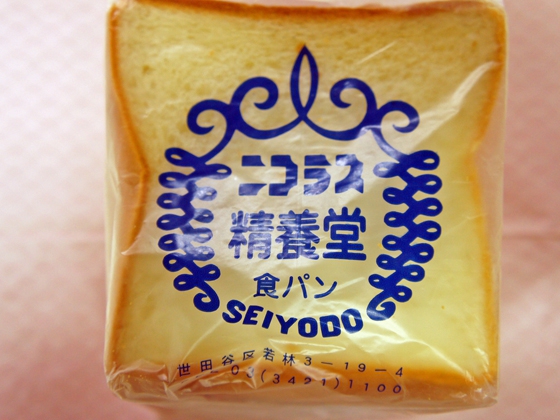 ニコラス
精養堂
食パン
SEIYODO
世田谷区若林3-19-4
03(3421)1100